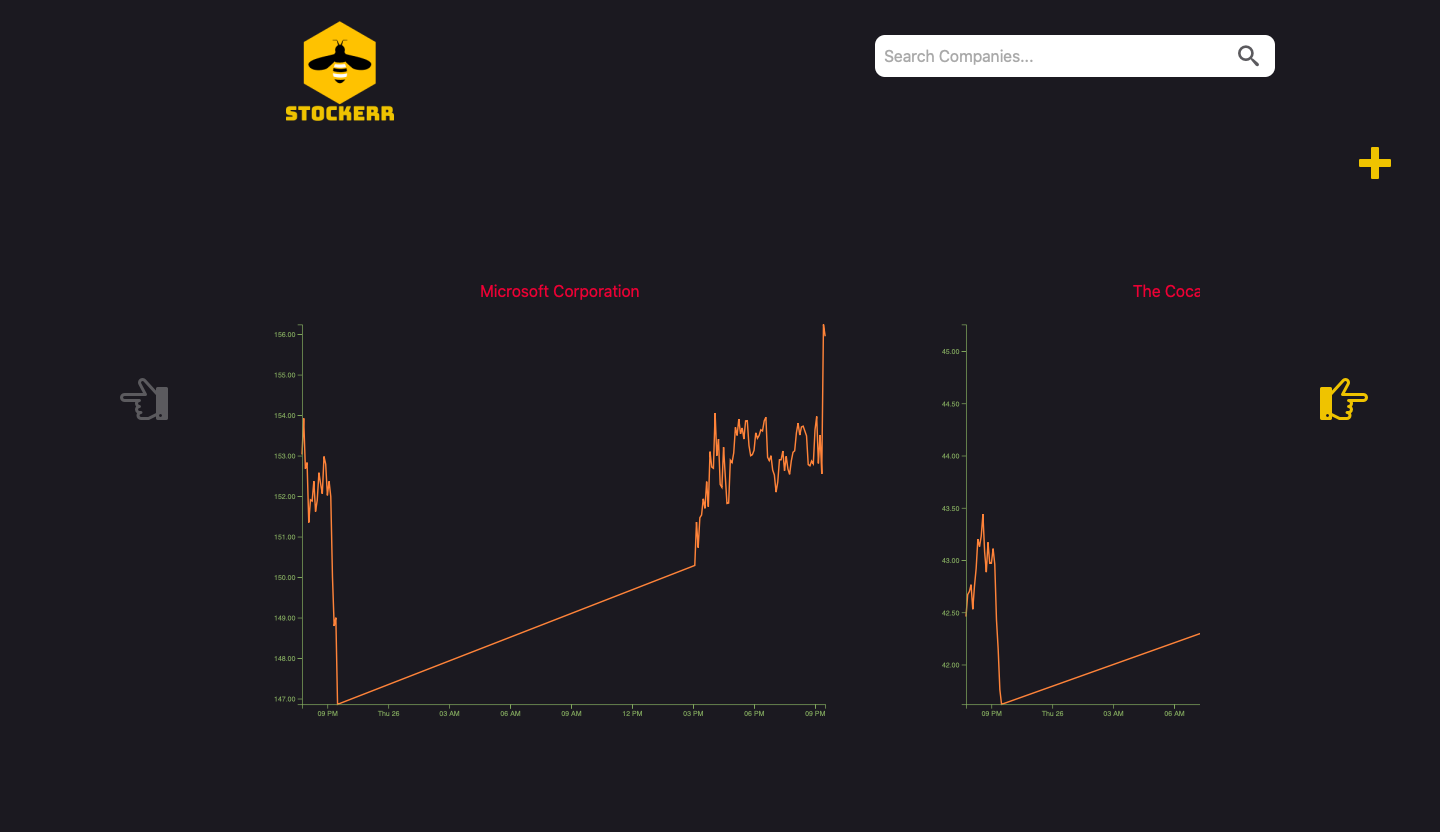 STOCKERR
Search Companies...
Microsoft Corporation
156.00
155.00
154.00
153.00
152.00
151.00
150.00
149.00
148.00
147.00
09 PM Thu 26 03 AM 06 AM 09 AM 12 PM 03 PM 06 PM 09 PM
The Coca
45.00
44.50
44.00
43.50
43.00
42.50
42.00
09 PM Thu 26 03 AM 06 AM